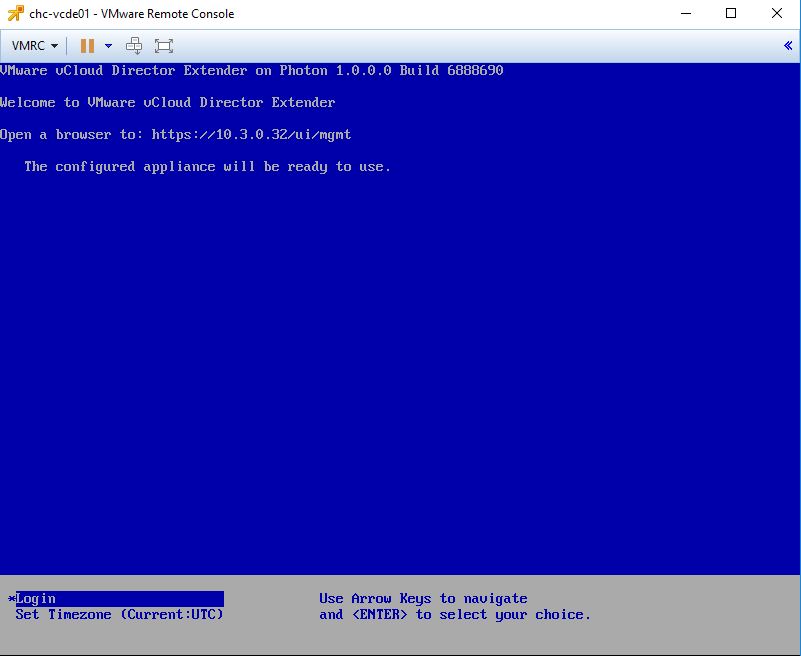 chc-vcde01 - VMware Remote Console
VMRC
VMware vCloud Director Extender on Photon 1.0.0.0 Build 6888690
Welcome to VMware vCloud Director Extender
Open a browser to: https://10.3.0.32/ui/mgmt
The configured appliance will be ready to use.
*Login
Use Arrow Keys to navigate
Set Timezone (Current:UTC)
and <ENTER> to select your choice.